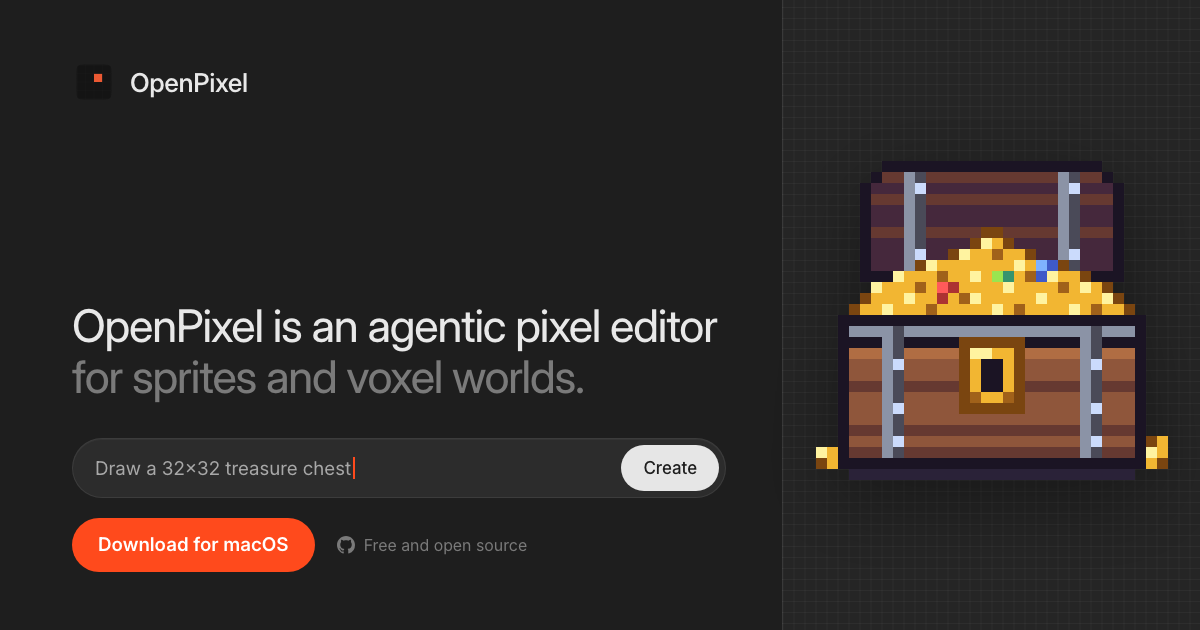 OpenPixel
OpenPixel is an agentic pixel editor
for sprites and voxel worlds.
Draw a 32×32 treasure chest
Create
Download for macOS
Free and open source